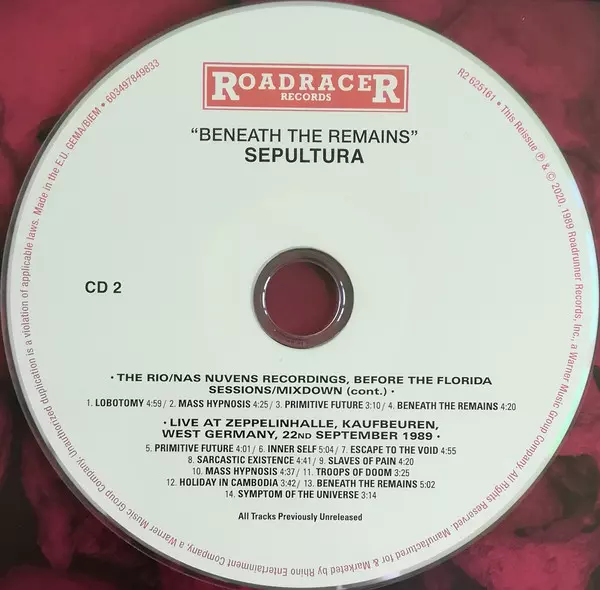 ROADRACER
RECORDS
"BENEATH THE REMAINS"
SEPULTURA
CD 2
· THE RIO/NAS NUVENS RECORDINGS, BEFORE THE FLORIDA
SESSIONS/MIXDOWN (cont.) ·
1. LOBOTOMY 4:59 / 2. MASS HYPNOSIS 4:25 / 3. PRIMITIVE FUTURE 3:10 / 4. BENEATH THE REMAINS 4:20
· LIVE AT ZEPPELINHALLE, KAUFBEUREN,
WEST GERMANY, 22ND SEPTEMBER 1989 ·
5. PRIMITIVE FUTURE 4:01 / 6. INNER SELF 5:04 / 7. ESCAPE TO THE VOID 4:55
8. SARCASTIC EXISTENCE 4:41 / 9. SLAVES OF PAIN 4:20
10. MASS HYPNOSIS 4:37 / 11. TROOPS OF DOOM 3:25
12. HOLIDAY IN CAMBODIA 3:42 / 13. BENEATH THE REMAINS 5:02
14. SYMPTOM OF THE UNIVERSE 3:14
All Tracks Previously Unreleased
R2 625161 · This Reissue ℗ & © 2020, 1989 Roadrunner Records, Inc., a Warner Music Group Company. All Rights Reserved. Manufactured for & Marketed by Rhino Entertainment Company, a Warner Music Group Company. Unauthorized duplication is a violation of applicable laws. Made in the E.U. GEMA/BIEM · 603497849833